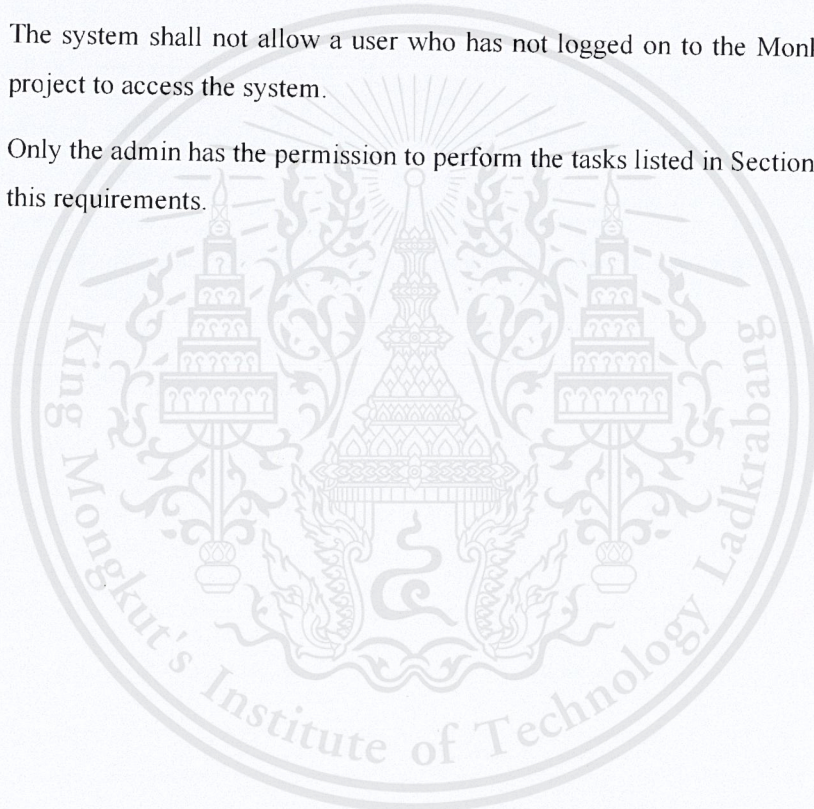 The system shall not allow a user who has not logged on to the
project to access the system.
Only the admin has the permission to perform the tasks listed in Section
this requirements.
King Mongkut's Institute of Technology Ladkrabang